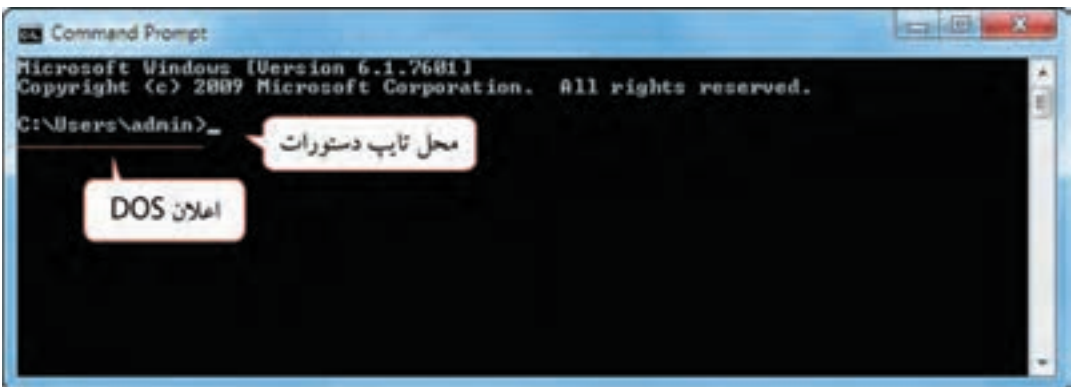 Command Prompt
Microsoft Windows [Version 6.1.7601]
Copyright (c) 2009 Microsoft Corporation. All rights reserved.
C:\Users\admin>_
محل تایپ دستورات
اعلان DOS